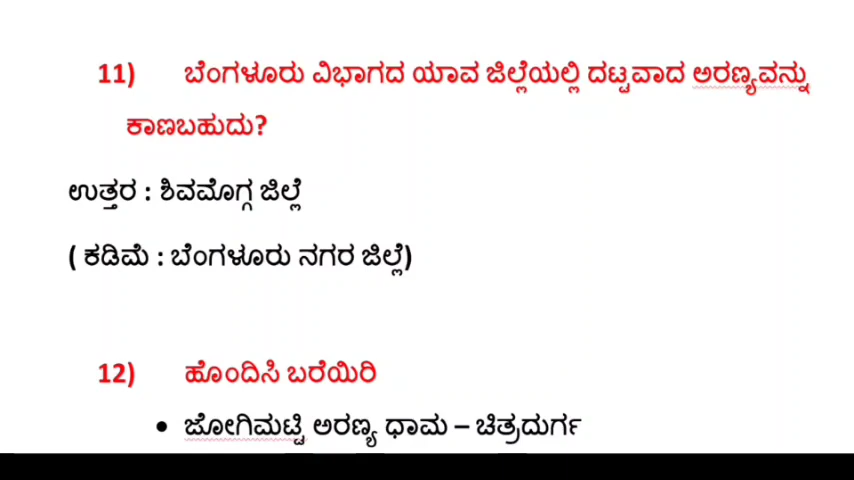 11) ಬೆಂಗಳೂರು ವಿಭಾಗದ ಯಾವ ಜಿಲ್ಲೆಯಲ್ಲಿ ದಟ್ಟವಾದ ಅರಣ್ಯವನ್ನು
ಕಾಣಬಹುದು?
ಉತ್ತರ : ಶಿವಮೊಗ್ಗ ಜಿಲ್ಲೆ
( ಕಡಿಮೆ : ಬೆಂಗಳೂರು ನಗರ ಜಿಲ್ಲೆ)
12) ಹೊಂದಿಸಿ ಬರೆಯಿರಿ
• ಜೋಗಿಮಟ್ಟಿ ಅರಣ್ಯ ಧಾಮ – ಚಿತ್ರದುರ್ಗ